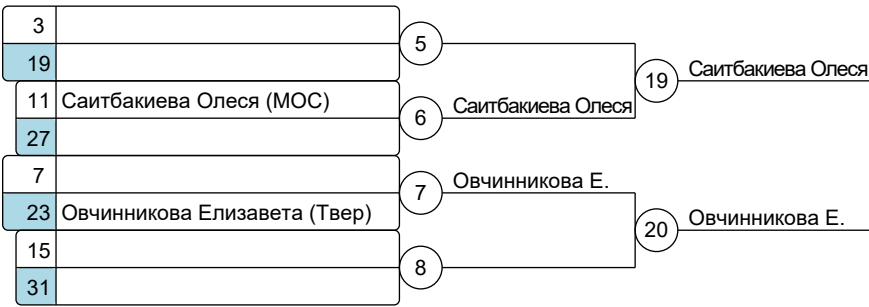 3
5
19
19 Саитбакиева Олеся
11 Саитбакиева Олеся (МОС)
6 Саитбакиева Олеся
27
7
7 Овчинникова Е.
23 Овчинникова Елизавета (Твер)
20 Овчинникова Е.
15
8
31